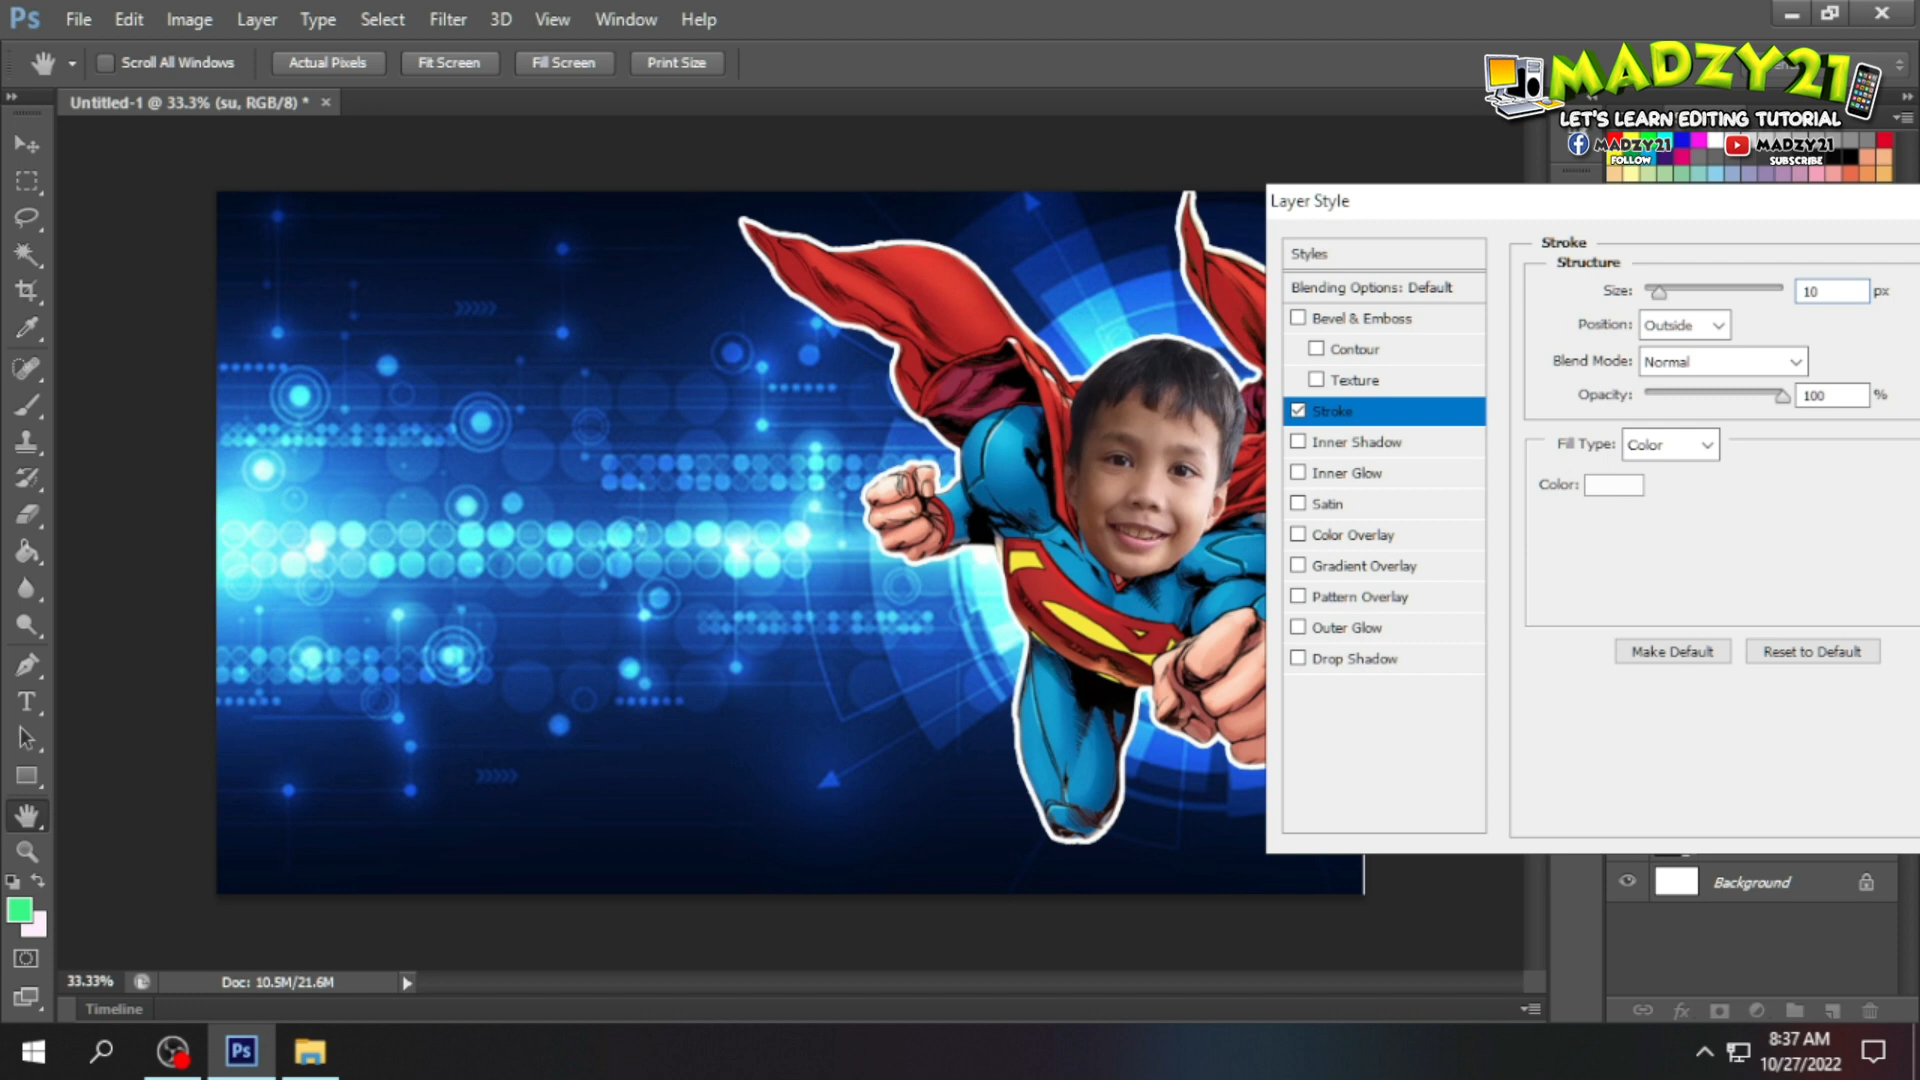 Ps File Edit Image Layer Type Select Filter 3D View Window Help
Scroll All Windows Actual Pixels Fit Screen Fill Screen Print Size
MADZY21
LET'S LEARN EDITING TUTORIAL
MADZY21 FOLLOW
MADZY21 SUBSCRIBE
Untitled-1 @ 33.3% (su, RGB/8) *
Layer Style
Styles
Blending Options: Default
Bevel & Emboss
Contour
Texture
Stroke
Inner Shadow
Inner Glow
Satin
Color Overlay
Gradient Overlay
Pattern Overlay
Outer Glow
Drop Shadow
Stroke
Structure
Size: 10 px
Position: Outside
Blend Mode: Normal
Opacity: 100 %
Fill Type: Color
Color:
Make Default Reset to Default
Background
33.33% Doc: 10.5M/21.6M
Timeline
Ps
8:37 AM
10/27/2022